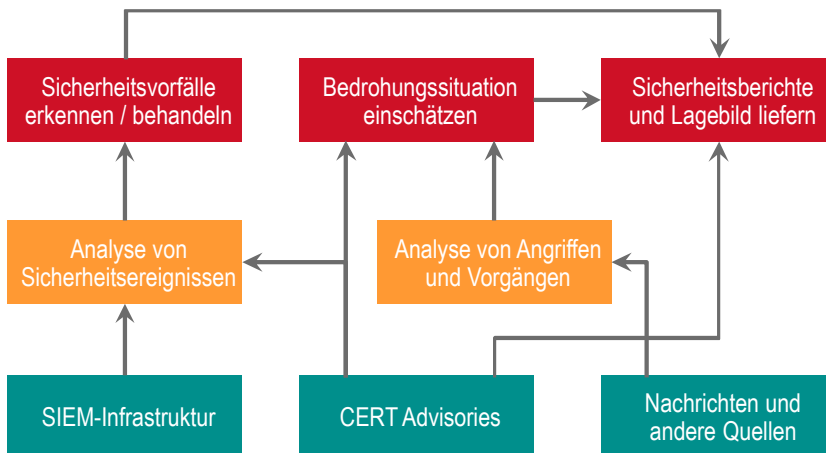 Sicherheitsvorfälle
erkennen / behandeln
Bedrohungssituation
einschätzen
Sicherheitsberichte
und Lagebild liefern
Analyse von
Sicherheitsereignissen
Analyse von Angriffen
und Vorgängen
SIEM-Infrastruktur
CERT Advisories
Nachrichten und
andere Quellen